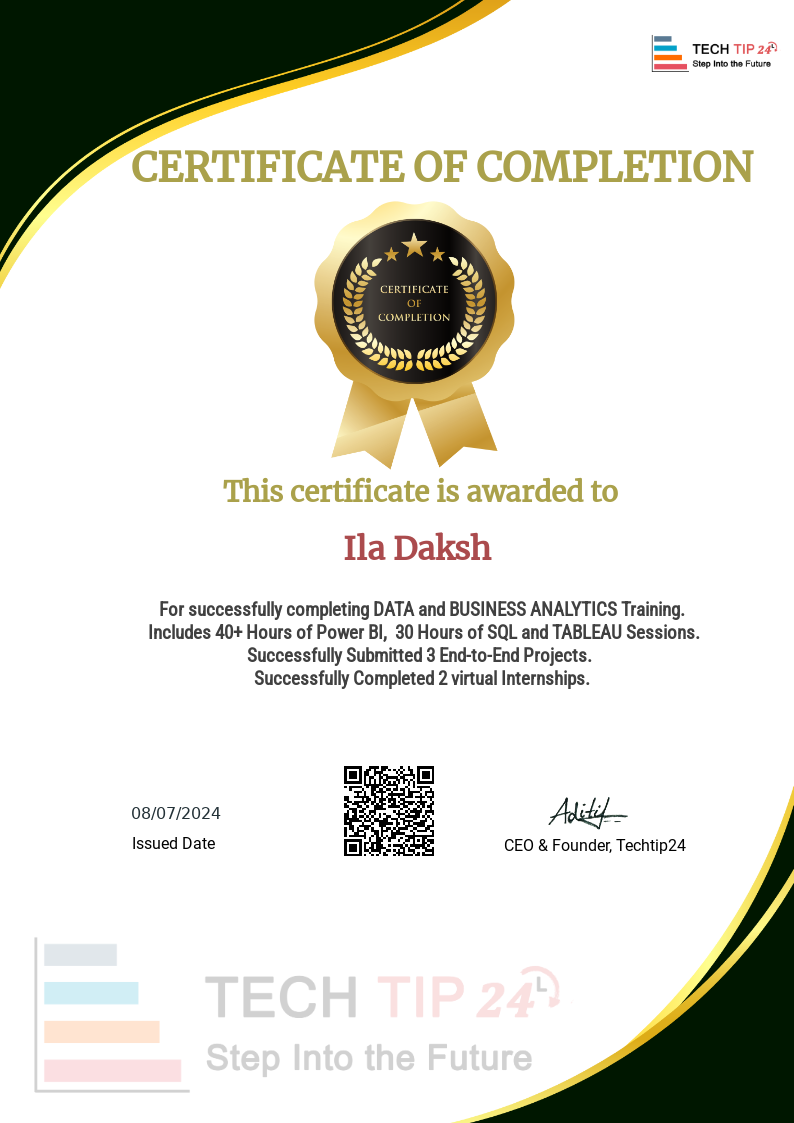 TECH TIP 24
Step Into the Future
CERTIFICATE OF COMPLETION
CERTIFICATE
OF
COMPLETION
This certificate is awarded to
Ila Daksh
For successfully completing DATA and BUSINESS ANALYTICS Training.
Includes 40+ Hours of Power BI,  30 Hours of SQL and TABLEAU Sessions.
Successfully Submitted 3 End-to-End Projects.
Successfully Completed 2 virtual Internships.
08/07/2024
Issued Date
Aditif
CEO & Founder, Techtip24
TECH TIP 24
Step Into the Future